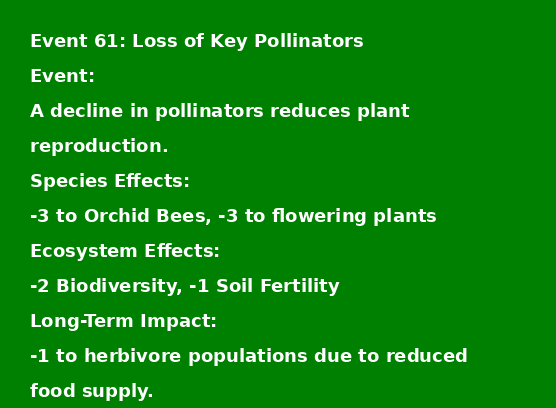 Event 61: Loss of Key Pollinators
Event:
A decline in pollinators reduces plant
reproduction.
Species Effects:
-3 to Orchid Bees, -3 to flowering plants
Ecosystem Effects:
-2 Biodiversity, -1 Soil Fertility
Long-Term Impact:
-1 to herbivore populations due to reduced
food supply.